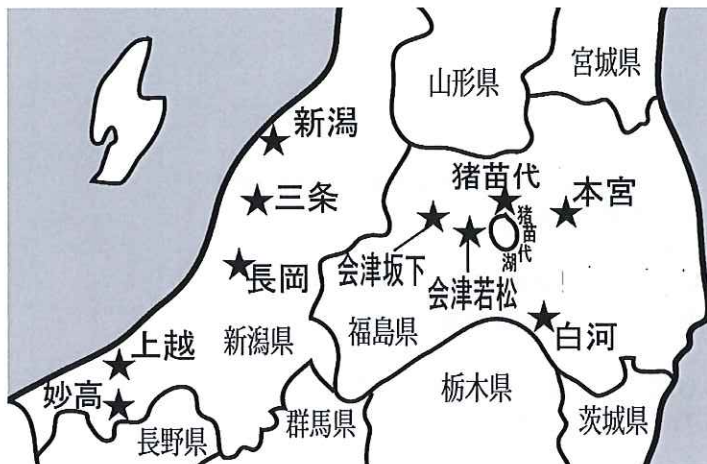 山形県
宮城県
新潟
三条
長岡
新潟県
上越
妙高
長野県
群馬県
猪苗代
本宮
猪苗代湖
会津坂下
会津若松
福島県
白河
栃木県
茨城県